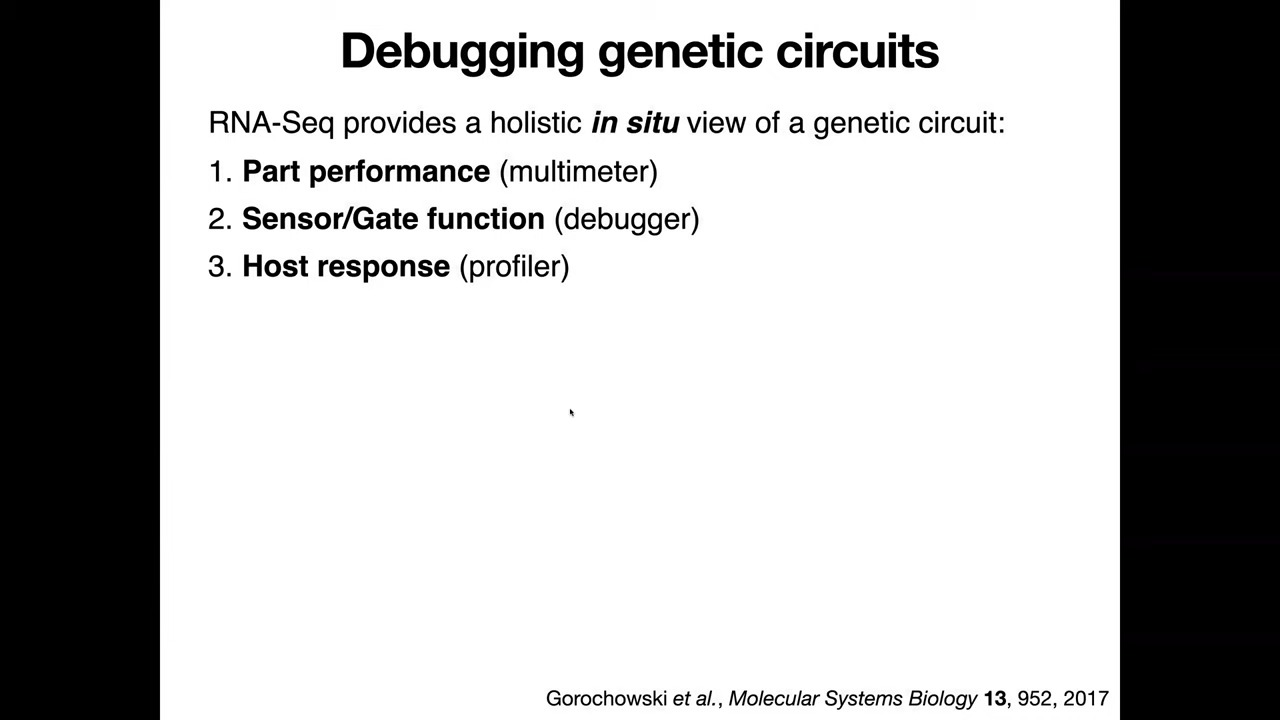 Debugging genetic circuits
RNA-Seq provides a holistic in situ view of a genetic circuit:
1. Part performance (multimeter)
2. Sensor/Gate function (debugger)
3. Host response (profiler)
Gorochowski et al., Molecular Systems Biology 13, 952, 2017